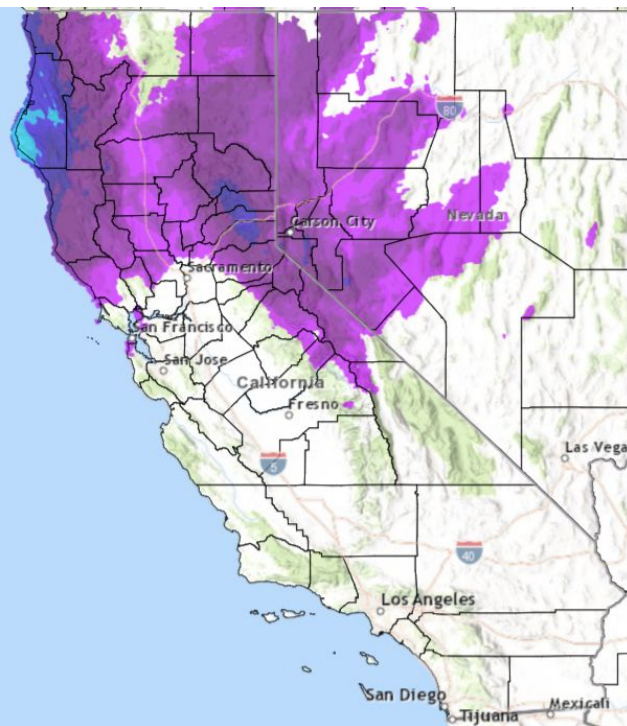 80
Nevada
Carson City
Sacramento
San Francisco
San Jose
California
Fresno
5
Las Vega
40
Los Angeles
San Diego
Mexicali
Tijuana